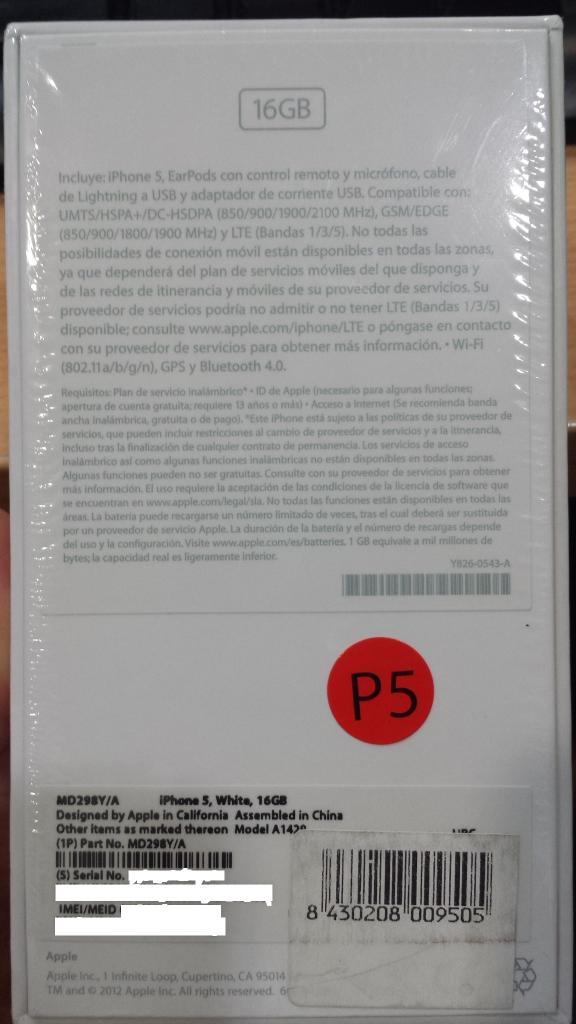 16GB
Incluye: iPhone 5, EarPods con control remoto y micrófono, cable
de Lightning a USB y adaptador de corriente USB. Compatible con:
UMTS/HSPA+/DC-HSDPA (850/900/1900/2100 MHz), GSM/EDGE
(850/900/1800/1900 MHz) y LTE (Bandas 1/3/5). No todas las
posibilidades de conexión móvil están disponibles en todas las zonas,
ya que dependerá del plan de servicios móviles del que disponga y
de las redes de itinerancia y móviles de su proveedor de servicios. Su
proveedor de servicios podría no admitir o no tener LTE (Bandas 1/3/5)
disponible; consulte www.apple.com/iphone/LTE o póngase en contacto
con su proveedor de servicios para obtener más información. • Wi-Fi
(802.11a/b/g/n), GPS y Bluetooth 4.0.
Requisitos: Plan de servicio inalámbrico* • ID de Apple (necesario para algunas funciones;
apertura de cuenta gratuita; requiere 13 años o más) • Acceso a Internet (Se recomienda banda
ancha inalámbrica, gratuita o de pago). *Este iPhone está sujeto a las políticas de su proveedor de
servicios, que pueden incluir restricciones al cambio de proveedor de servicios y a la itinerancia,
incluso tras la finalización de cualquier contrato de permanencia. Los servicios de acceso
inalámbrico así como algunas funciones inalámbricas no están disponibles en todas las zonas.
Algunas funciones pueden no ser gratuitas. Consulte con su proveedor de servicios para obtener
más información. El uso requiere la aceptación de las condiciones de la licencia de software que
se encuentran en www.apple.com/legal/sla. No todas las funciones están disponibles en todas las
áreas. La batería puede recargarse un número limitado de veces, tras el cual deberá ser sustituida
por un proveedor de servicio Apple. La duración de la batería y el número de recargas depende
del uso y la configuración. Visite www.apple.com/es/batteries. 1 GB equivale a mil millones de
bytes; la capacidad real es ligeramente inferior.
Y826-0543-A
P5
MD298Y/A iPhone 5, White, 16GB
Designed by Apple in California Assembled in China
Other items as marked thereon Model A1429
(1P) Part No. MD298Y/A
UPC
(S) Serial No.
IMEI/MEID
8 430208 009505
Apple
Apple Inc., 1 Infinite Loop, Cupertino, CA 95014
TM and © 2012 Apple Inc. All rights reserved.